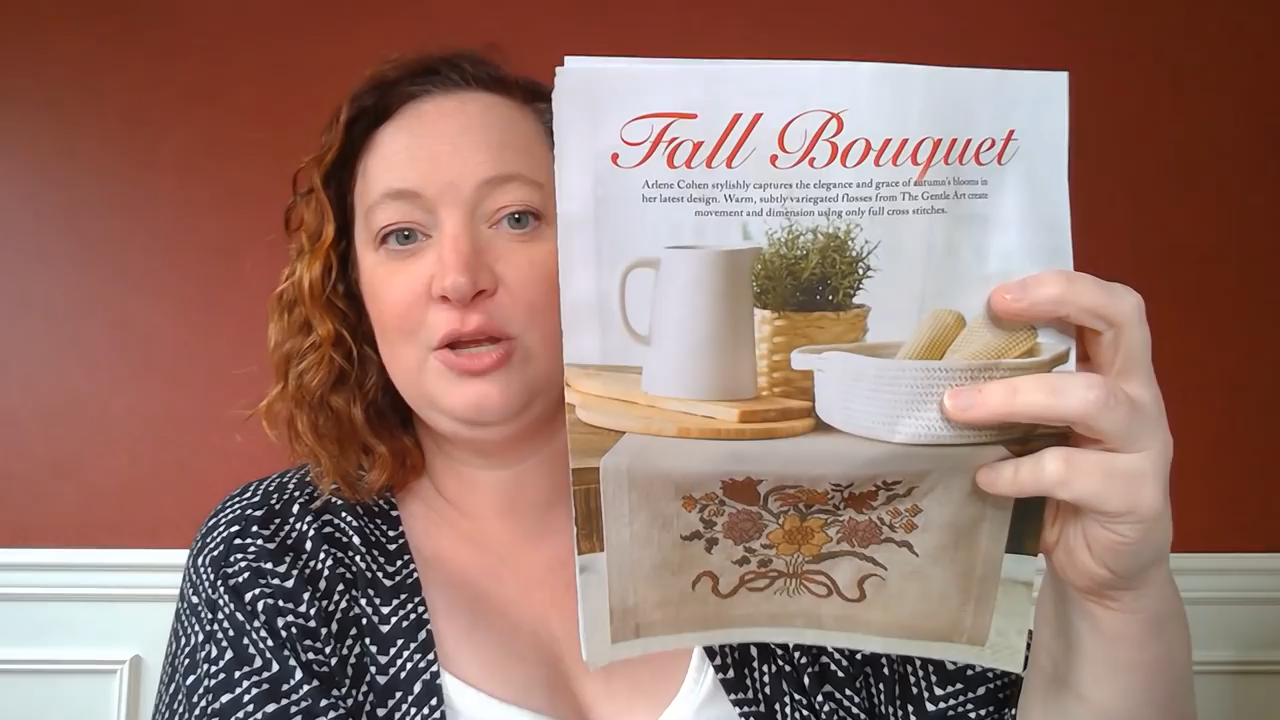 Fall Bouquet
Arlene Cohen stylishly captures the elegance and grace of autumn's blooms in
her latest design. Warm, subtly variegated flosses from The Gentle Art create
movement and dimension using only full cross stitches.